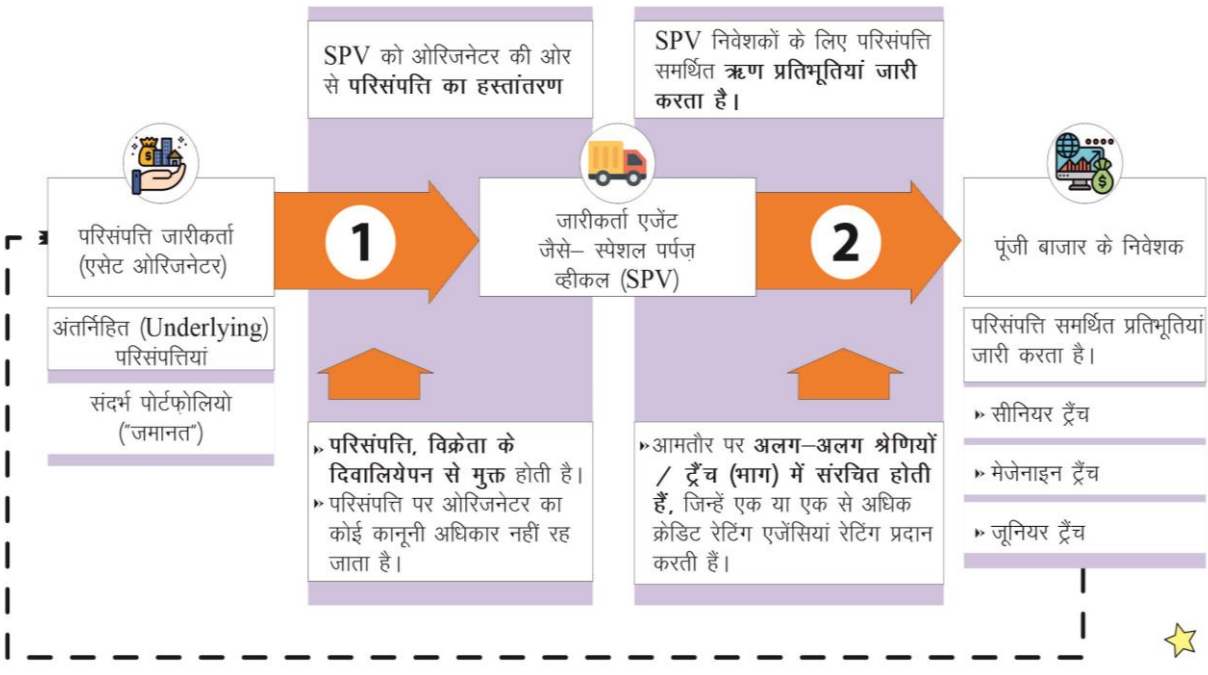 SPV को ओरिजनेटर की ओर
से परिसंपत्ति का हस्तांतरण
SPV निवेशकों के लिए परिसंपत्ति
समर्थित ऋण प्रतिभूतियां जारी
करता है।
परिसंपत्ति जारीकर्ता
(एसेट ओरिजनेटर)
1
जारीकर्ता एजेंट
जैसे– स्पेशल पर्पज़
व्हीकल (SPV)
2
पूंजी बाजार के निवेशक
अंतर्निहित (Underlying)
परिसंपत्तियां
संदर्भ पोर्टफ़ोलियो
("जमानत")
» परिसंपत्ति, विक्रेता के
दिवालियेपन से मुक्त होती है।
» परिसंपत्ति पर ओरिजनेटर का
कोई कानूनी अधिकार नहीं रह
जाता है।
» आमतौर पर अलग–अलग श्रेणियों
/ ट्रैंच (भाग) में संरचित होती
हैं, जिन्हें एक या एक से अधिक
क्रेडिट रेटिंग एजेंसियां रेटिंग प्रदान
करती हैं।
परिसंपत्ति समर्थित प्रतिभूतियां
जारी करता है।
» सीनियर ट्रैंच
» मेजेनाइन ट्रैंच
» जूनियर ट्रैंच